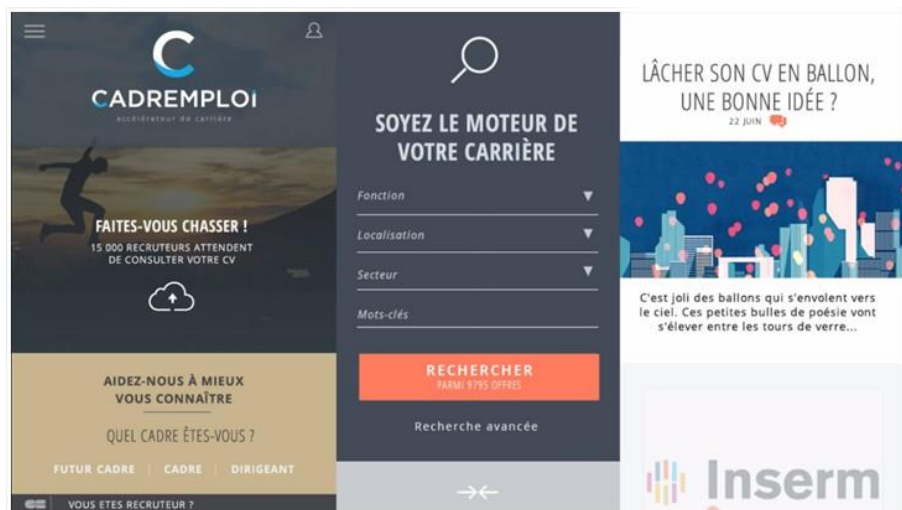 CADREMPLOI
accélérateur de carrière
FAITES-VOUS CHASSER !
15 000 RECRUTEURS ATTENDENT
DE CONSULTER VOTRE CV
AIDEZ-NOUS À MIEUX
VOUS CONNAÎTRE
QUEL CADRE ÊTES-VOUS ?
FUTUR CADRE | CADRE | DIRIGEANT
VOUS ETES RECRUTEUR ?
SOYEZ LE MOTEUR DE
VOTRE CARRIÈRE
Fonction
Localisation
Secteur
Mots-clés
RECHERCHER
PARMI 9795 OFFRES
Recherche avancée
LÂCHER SON CV EN BALLON,
UNE BONNE IDÉE ?
22 JUIN
C'est joli des ballons qui s'envolent vers
le ciel. Ces petites bulles de poésie vont
s'élever entre les tours de verre...
Inserm